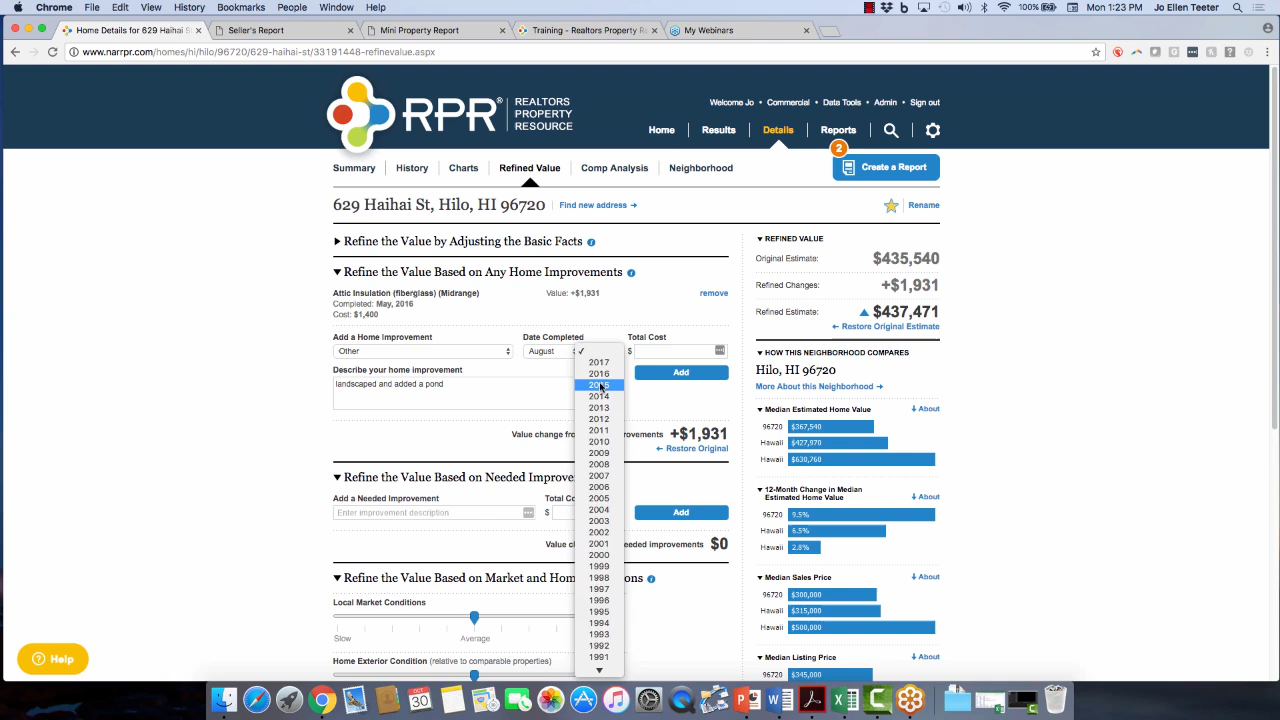 Chrome File Edit View History Bookmarks People Window Help
100% Mon 1:23 PM Jo Ellen Teeter
Home Details for 629 Haihai St
Seller's Report
Mini Property Report
Training - Realtors Property Re
My Webinars
www.narrpr.com/homes/hi/hilo/96720/629-haihai-st/33191448-refinevalue.aspx
RPR®
REALTORS
PROPERTY
RESOURCE
Welcome Jo • Commercial • Data Tools • Admin • Sign out
Home Results Details Reports
2
Create a Report
Summary History Charts Refined Value Comp Analysis Neighborhood
629 Haihai St, Hilo, HI 96720
Find new address
Rename
Refine the Value by Adjusting the Basic Facts
Refine the Value Based on Any Home Improvements
Attic Insulation (fiberglass) (Midrange) Value: +$1,931 remove
Completed: May, 2016
Cost: $1,400
Add a Home Improvement Date Completed Total Cost
Other August ✓ $
Describe your home improvement Add
landscaped and added a pond
2017
2016
2015
2014
2013
2012
2011
2010
2009
2008
2007
2006
2005
2004
2003
2002
2001
2000
1999
1998
1997
1996
1995
1994
1993
1992
1991
+$1,931
Restore Original
Refine the Value Based on Needed
Add a Needed Improvement Total
Enter improvement description $ Add
$0
Refine the Value Based on Market and
Local Market Conditions
Slow Average
Home Exterior Condition (relative to comparable properties)
REFINED VALUE
Original Estimate: $435,540
Refined Changes: +$1,931
Refined Estimate: $437,471
Restore Original Estimate
HOW THIS NEIGHBORHOOD COMPARES
Hilo, HI 96720
More About this Neighborhood
Median Estimated Home Value About
96720 $367,540
Hawaii $427,970
Hawaii $630,760
12-Month Change in Median
Estimated Home Value About
96720 9.5%
Hawaii 6.5%
Hawaii 2.8%
Median Sales Price About
96720 $300,000
Hawaii $315,000
Hawaii $500,000
Median Listing Price About
96720 $345,000
Help
OCT
30